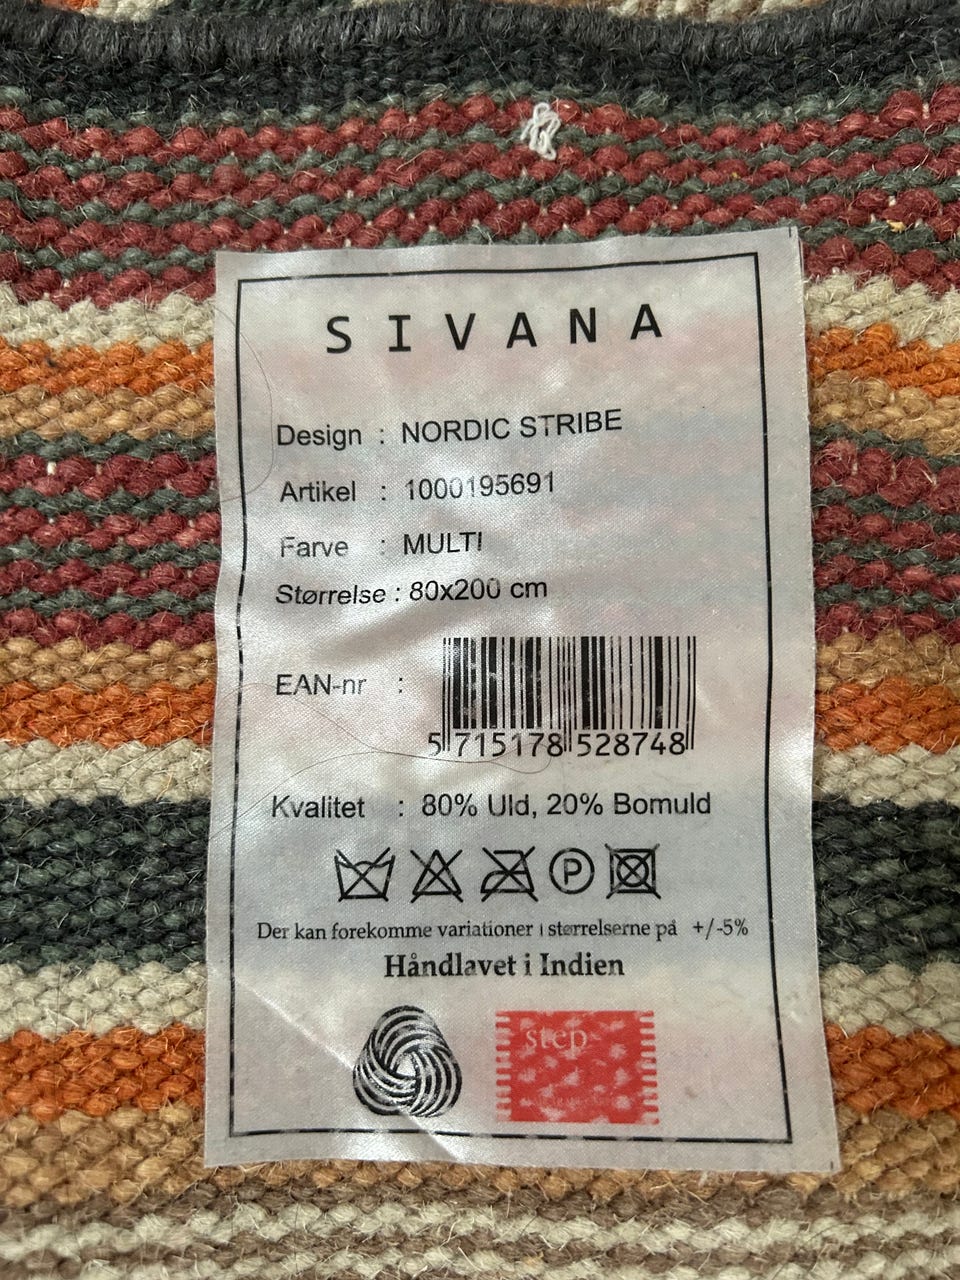 SIVANA
Design : NORDIC STRIBE
Artikel : 1000195691
Farve : MULTI
Størrelse : 80x200 cm
EAN-nr :
5 715178 528748
Kvalitet : 80% Uld, 20% Bomuld
P
Der kan forekomme variationer i størrelserne på +/-5%
Håndlavet i Indien
step